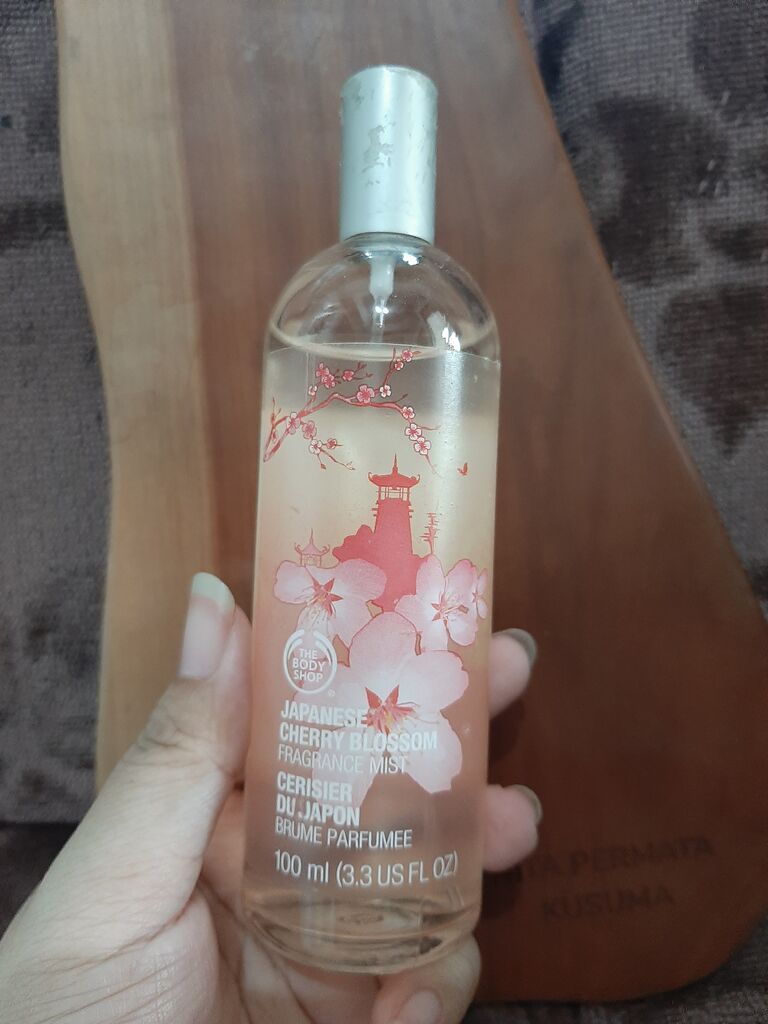 THE
BODY
SHOP
®
JAPANESE
CHERRY BLOSSOM
FRAGRANCE MIST
CERISIER
DU JAPON
BRUME PARFUMEE
100 ml (3.3 US FL OZ)
PERMATA
KUSUMA